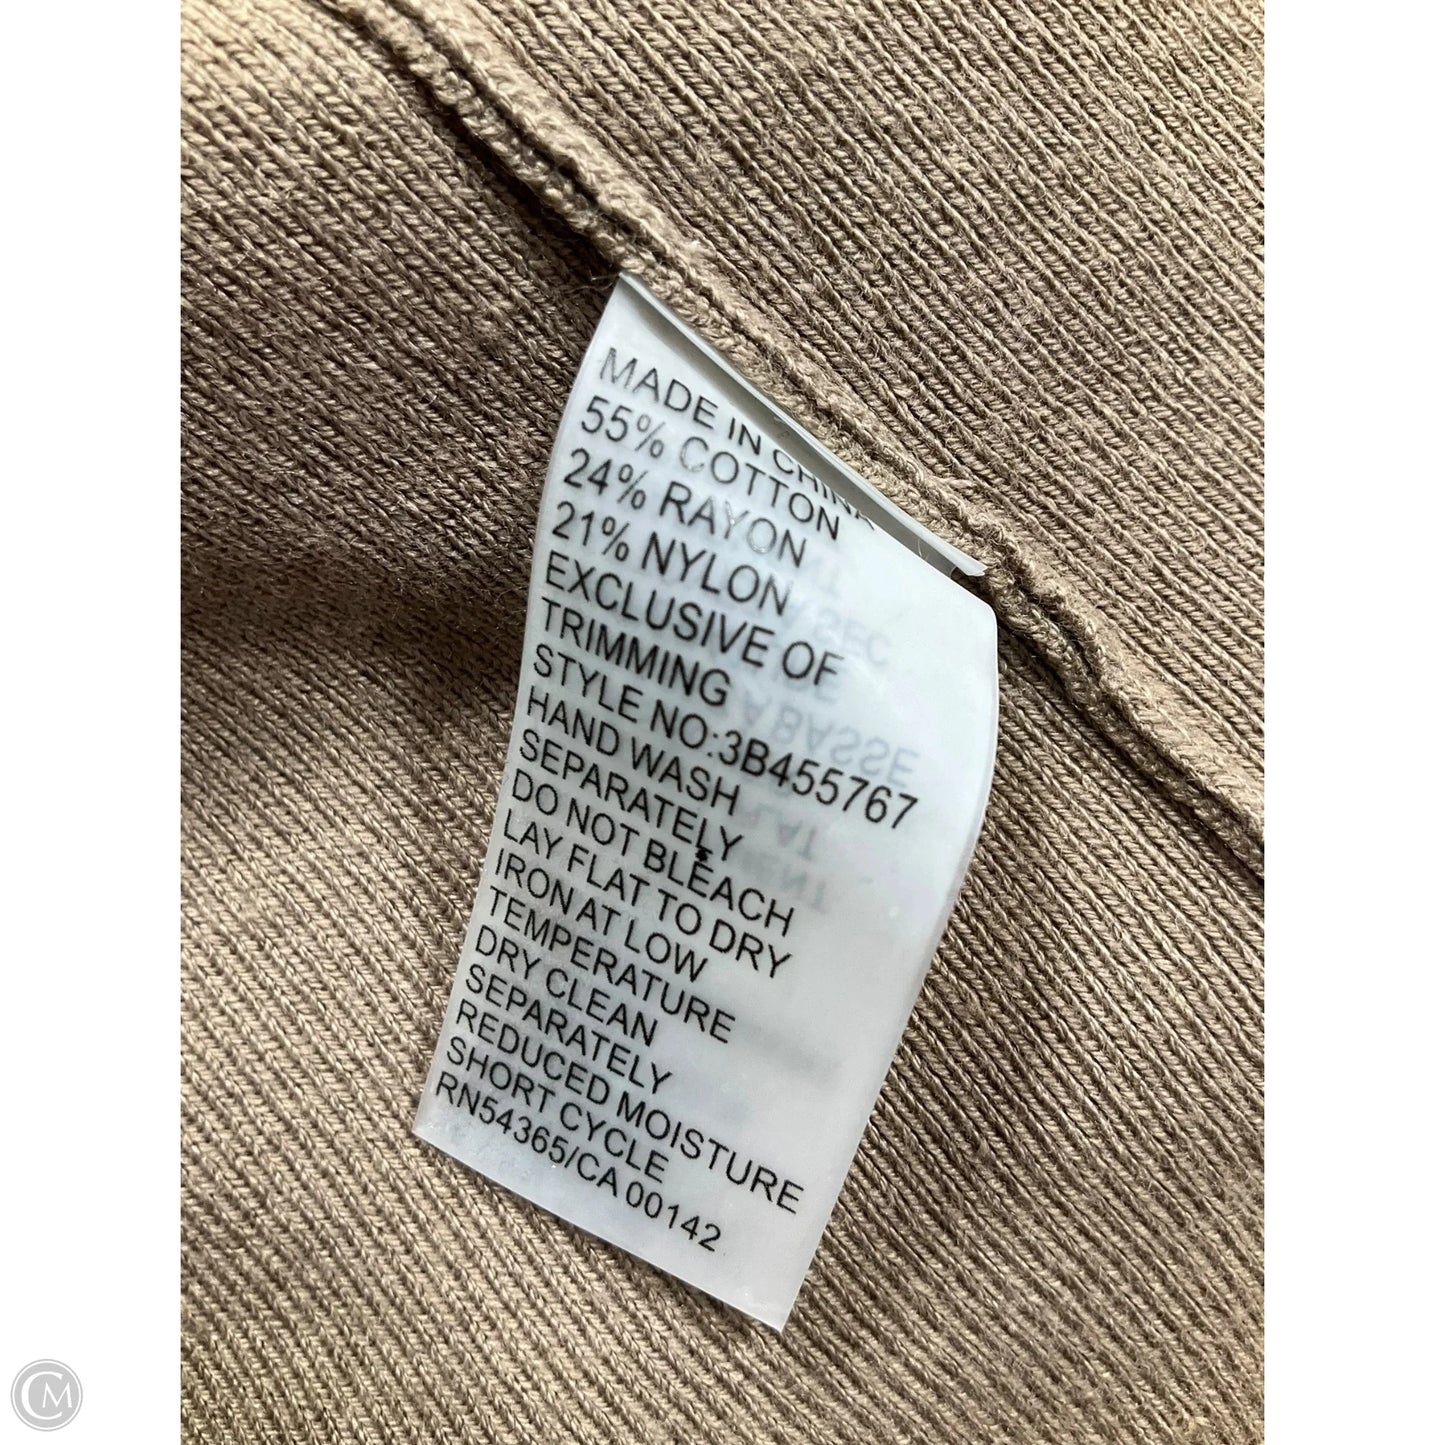 MADE IN CHINA
55% COTTON
24% RAYON
21% NYLON
EXCLUSIVE OF
TRIMMING
STYLE NO:3B455767
HAND WASH
SEPARATELY
DO NOT BLEACH
LAY FLAT TO DRY
IRON AT LOW
TEMPERATURE
DRY CLEAN
SEPARATELY
REDUCED MOISTURE
SHORT CYCLE
RN54365/CA 00142
CM